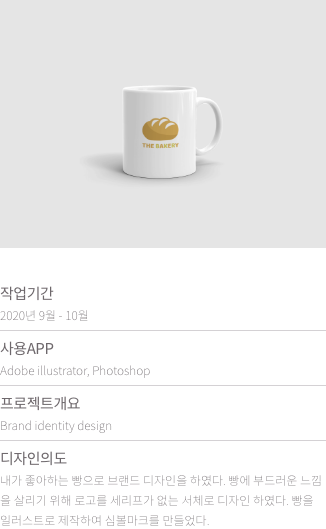 THE BAKERY
작업기간
2020년 9월 - 10월
사용APP
Adobe illustrator, Photoshop
프로젝트개요
Brand identity design
디자인의도
내가 좋아하는 빵으로 브랜드 디자인을 하였다. 빵에 부드러운 느낌
을 살리기 위해 로고를 세리프가 없는 서체로 디자인 하였다. 빵을
일러스트로 제작하여 심볼마크를 만들었다.